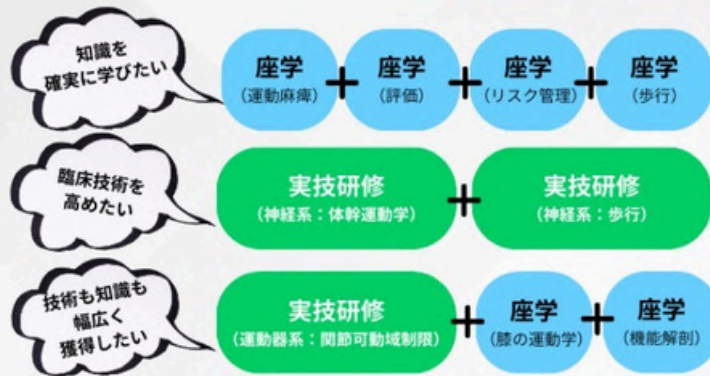 知識を
確実に学びたい
座学
(運動麻痺)
+
座学
(評価)
+
座学
(リスク管理)
+
座学
(歩行)
臨床技術を
高めたい
実技研修
(神経系：体幹運動学)
+
実技研修
(神経系：歩行)
技術も知識も
幅広く
獲得したい
実技研修
(運動器系：関節可動域制限)
+
座学
(膝の運動学)
+
座学
(機能解剖)